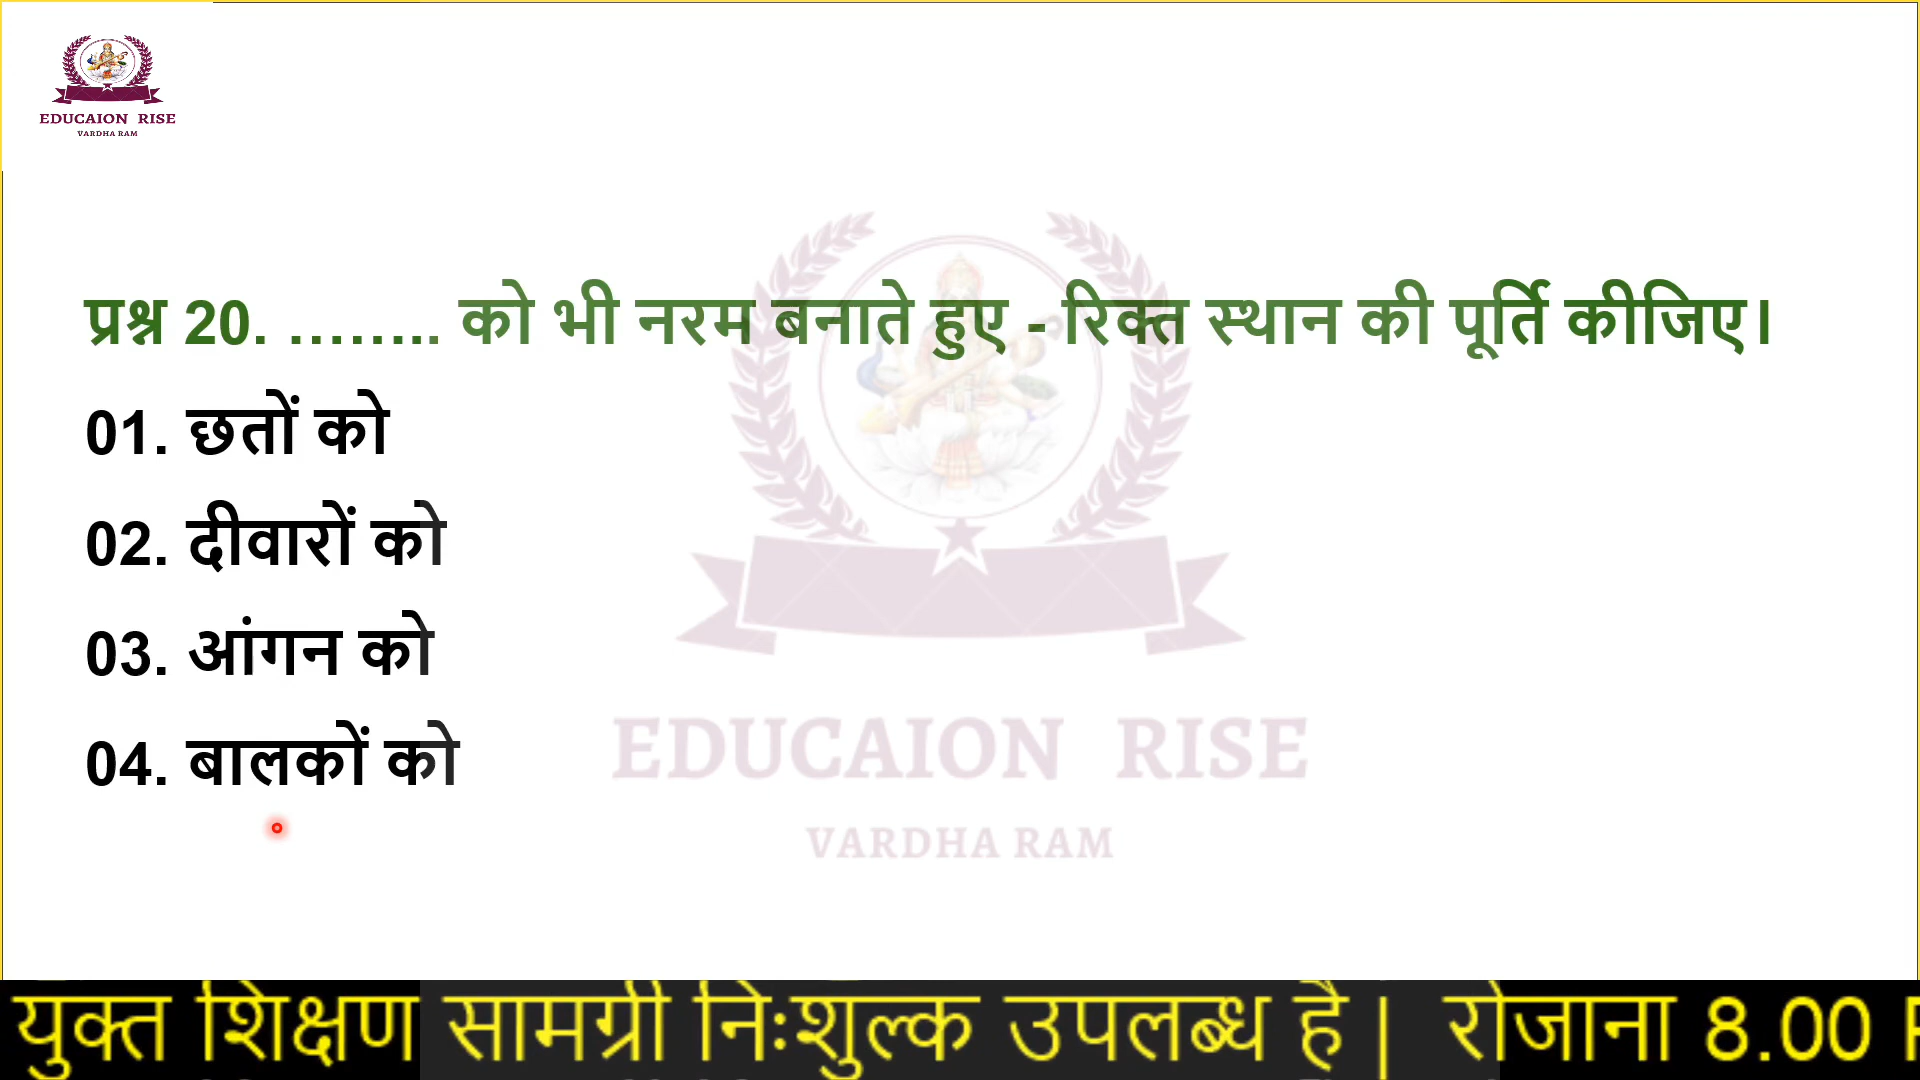 EDUCAION RISE
VARDHA RAM
प्रश्न 20. …….. को भी नरम बनाते हुए - रिक्त स्थान की पूर्ति कीजिए।
01. छतों को
02. दीवारों को
03. आंगन को
04. बालकों को
EDUCAION RISE
VARDHA RAM
युक्त शिक्षण सामग्री निःशुल्क उपलब्ध है | रोजाना 8.00